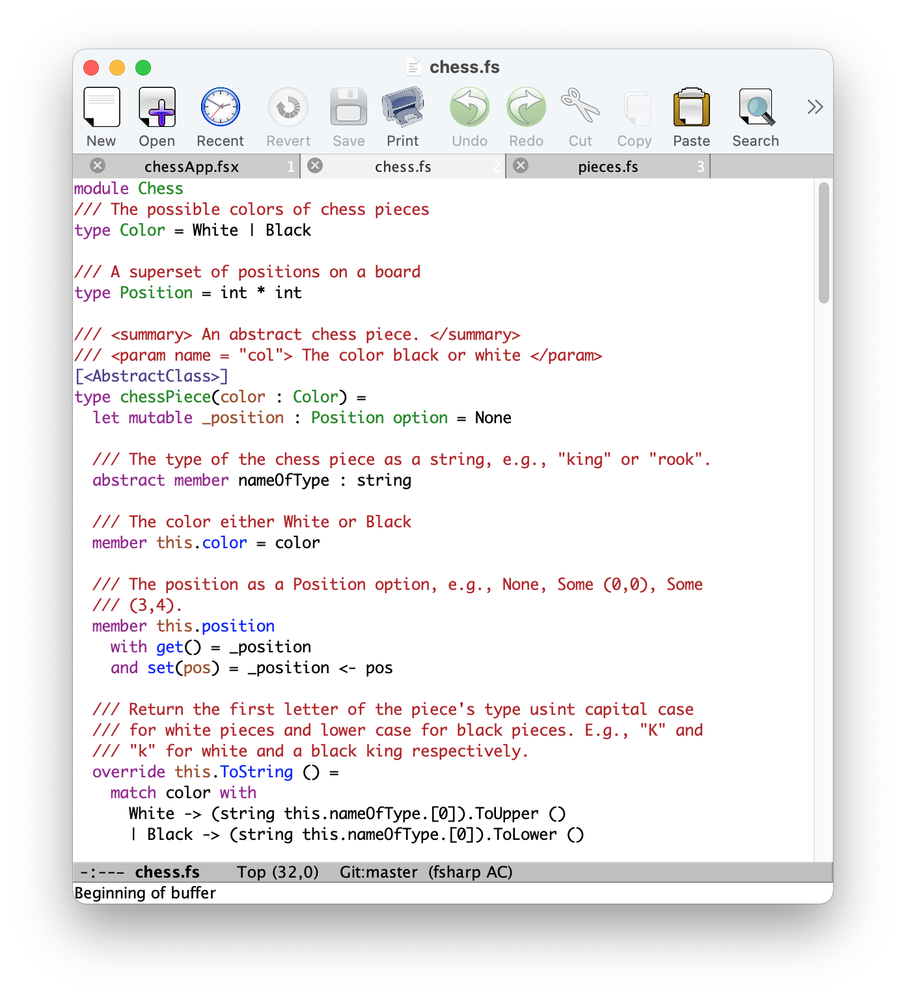 chess.fs
New Open Recent Revert Save Print Undo Redo Cut Copy Paste Search
chessApp.fsx 1 chess.fs 2 pieces.fs 3
module Chess
/// The possible colors of chess pieces
type Color = White | Black
/// A superset of positions on a board
type Position = int * int
/// <summary> An abstract chess piece. </summary>
/// <param name = "col"> The color black or white </param>
[<AbstractClass>]
type chessPiece(color : Color) =
  let mutable _position : Position option = None
  /// The type of the chess piece as a string, e.g., "king" or "rook".
  abstract member nameOfType : string
  /// The color either White or Black
  member this.color = color
  /// The position as a Position option, e.g., None, Some (0,0), Some
  /// (3,4).
  member this.position
    with get() = _position
    and set(pos) = _position <- pos
  /// Return the first letter of the piece's type usint capital case
  /// for white pieces and lower case for black pieces. E.g., "K" and
  /// "k" for white and a black king respectively.
  override this.ToString () =
    match color with
      White -> (string this.nameOfType.[0]).ToUpper ()
      | Black -> (string this.nameOfType.[0]).ToLower ()
-:--- chess.fs Top (32,0) Git:master (fsharp AC)
Beginning of buffer